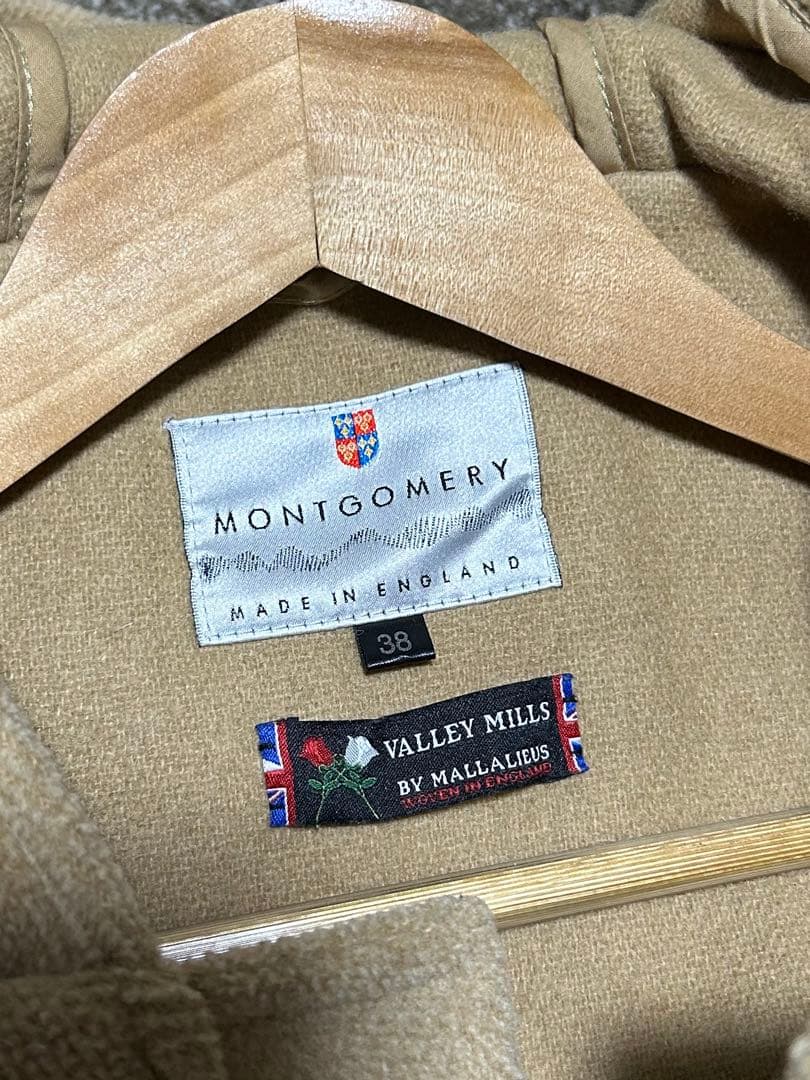 MONTGOMERY
MADE IN ENGLAND
38
VALLEY MILLS
BY MALLALIEUS
WOVEN IN ENGLAND